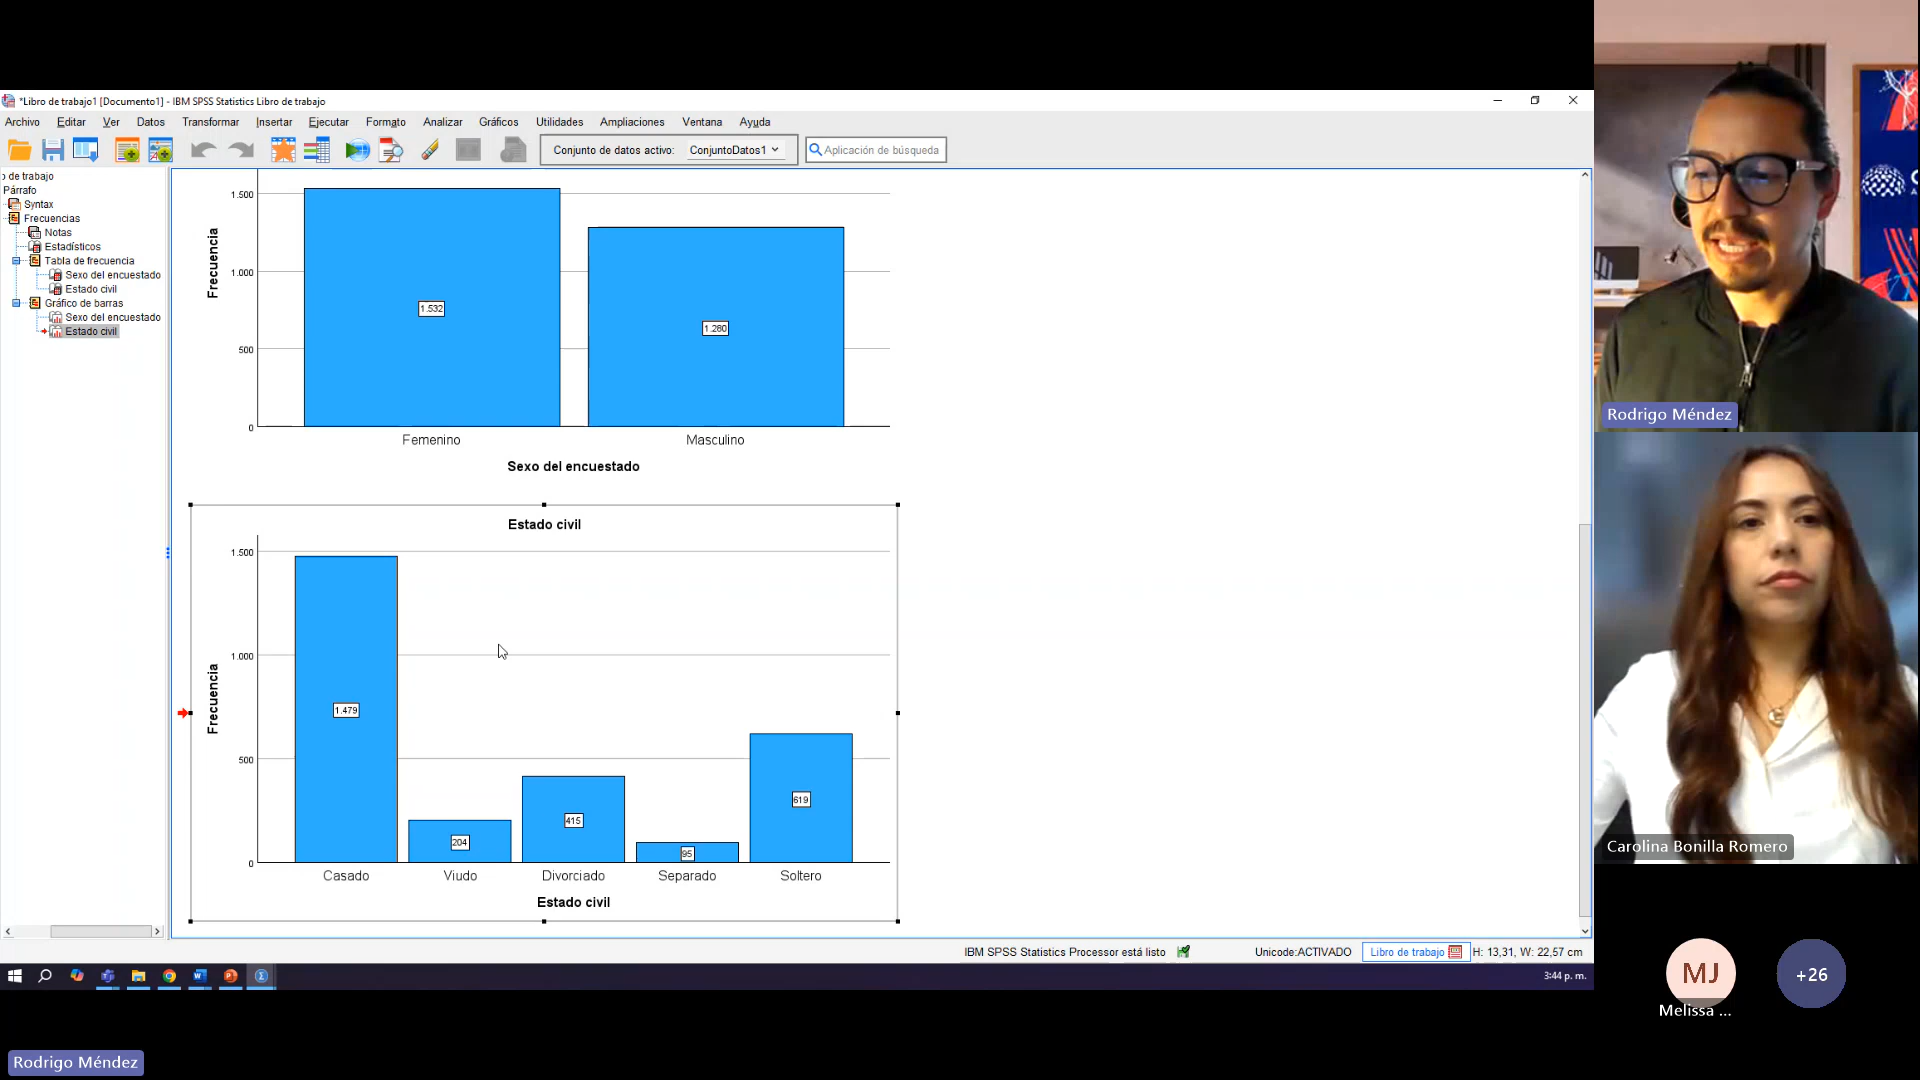 *Libro de trabajo1 [Documento1] - IBM SPSS Statistics Libro de trabajo
Archivo Editar Ver Datos Transformar Insertar Ejecutar Formato Analizar Gráficos Utilidades Ampliaciones Ventana Ayuda
Conjunto de datos activo: ConjuntoDatos1
Aplicación de búsqueda
o de trabajo
Párrafo
Syntax
Frecuencias
Notas
Estadísticos
Tabla de frecuencia
Sexo del encuestado
Estado civil
Gráfico de barras
Sexo del encuestado
Estado civil
Frecuencia
1.500
1.000
500
0
1.532
1.280
Femenino Masculino
Sexo del encuestado
Estado civil
Frecuencia
1.500
1.000
500
0
1.479
204
415
95
619
Casado Viudo Divorciado Separado Soltero
Estado civil
IBM SPSS Statistics Processor está listo
Unicode:ACTIVADO
Libro de trabajo
H: 13,31, W: 22,57 cm
3:44 p. m.
Rodrigo Méndez
Carolina Bonilla Romero
MJ
Melissa ...
+26
Rodrigo Méndez